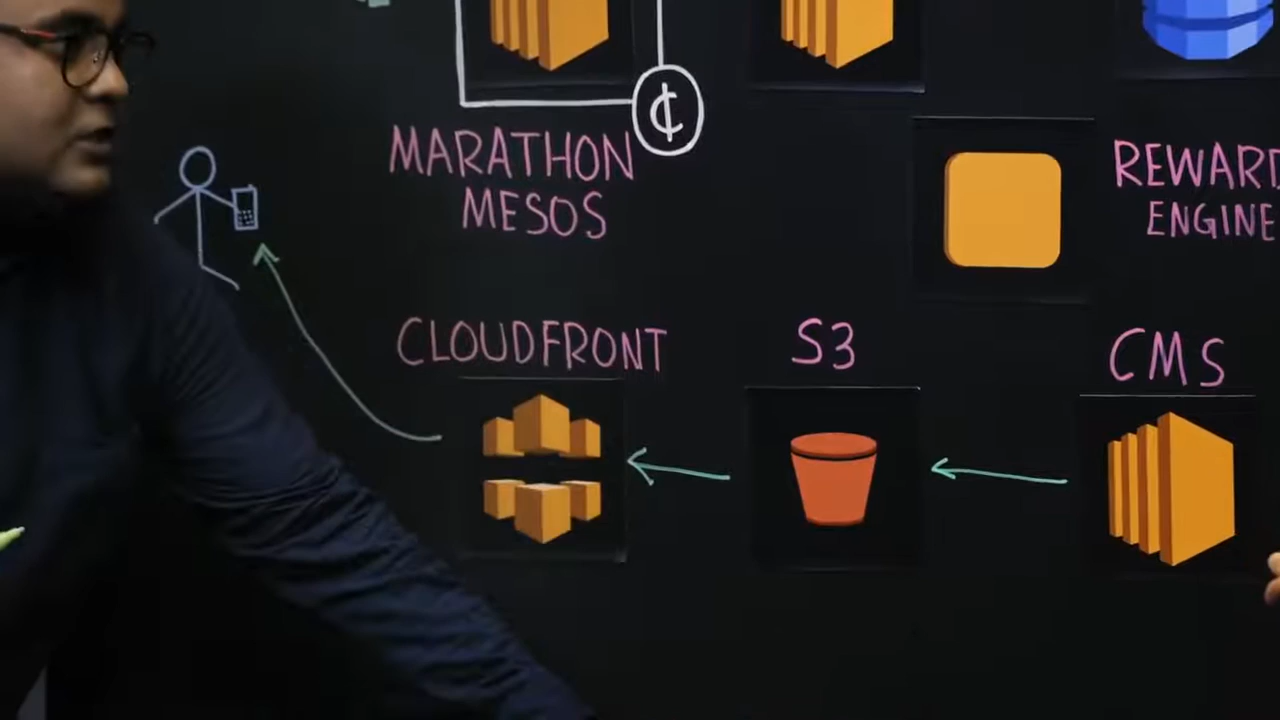 ¢
MARATHON
MESOS
REWARD
ENGINE
CLOUDFRONT
S3
CMS